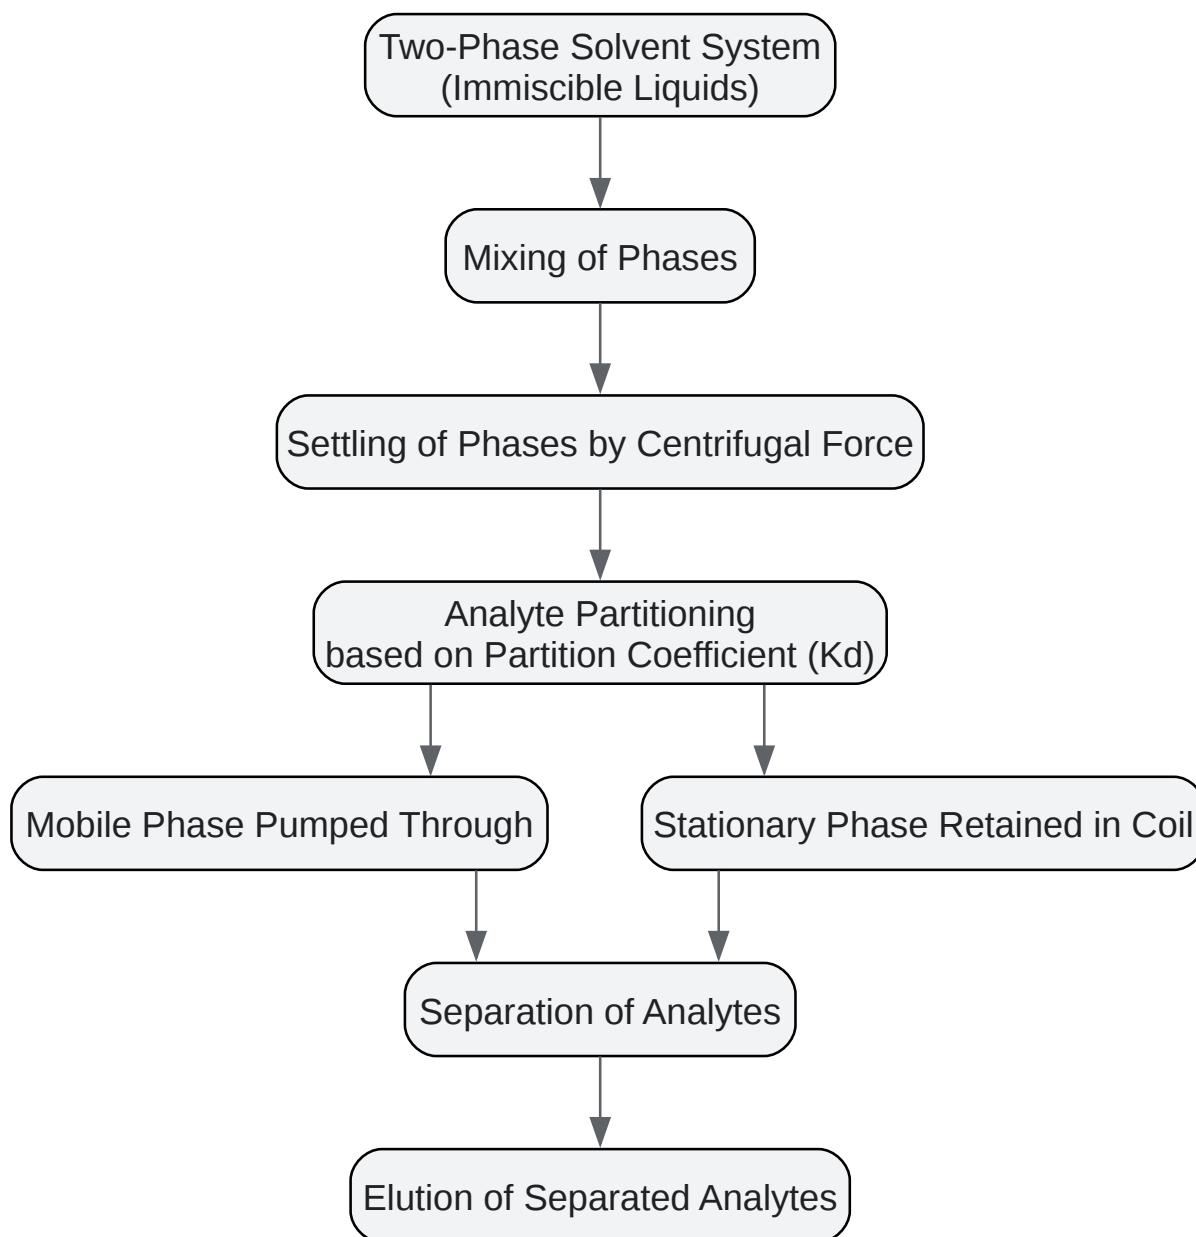 Two-Phase Solvent System
(Immiscible Liquids)
Mixing of Phases
Settling of Phases by Centrifugal Force
Analyte Partitioning
based on Partition Coefficient (Kd)
Mobile Phase Pumped Through
Stationary Phase Retained in Coil
Separation of Analytes
Elution of Separated Analytes